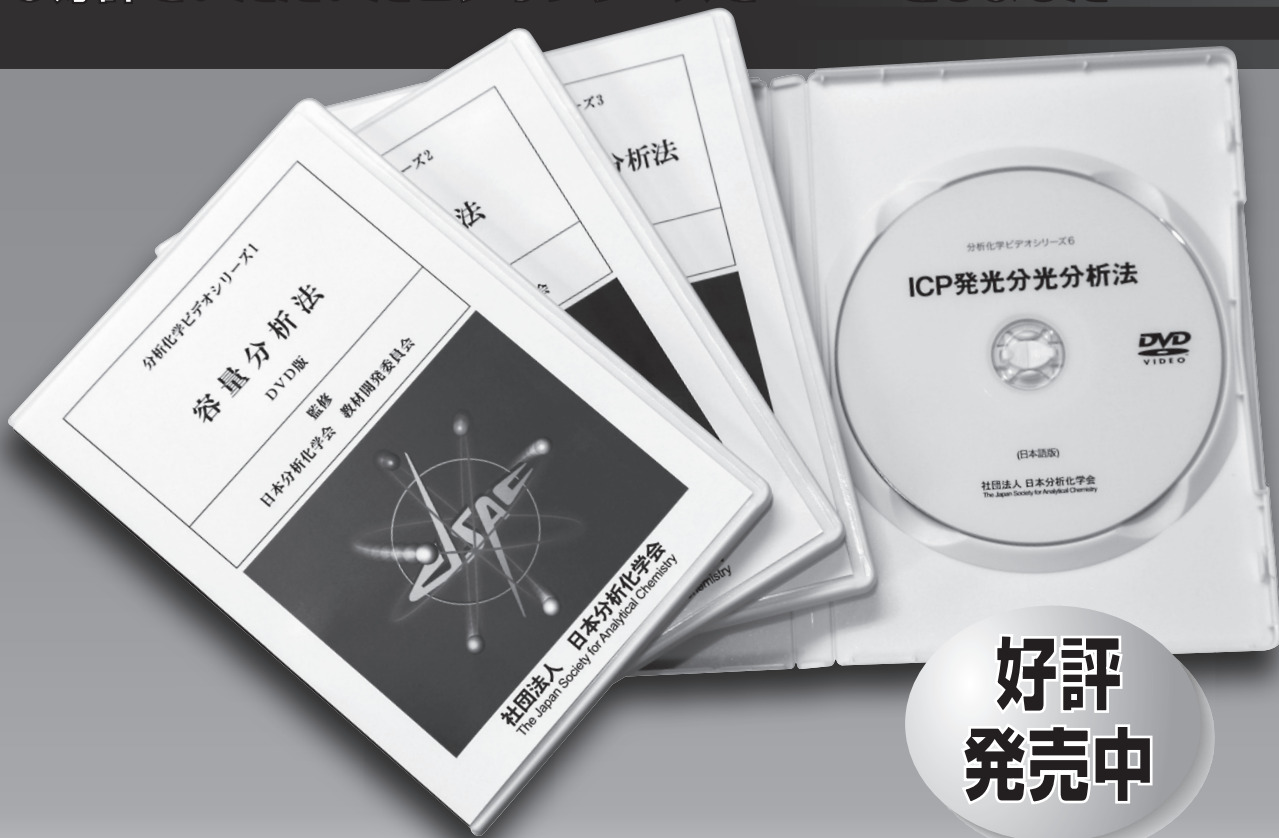 分析化学ビデオシリーズ1
容量分析法
DVD版
監修
日本分析化学会 教材開発委員会
JSAC
社団法人 日本分析化学会
The Japan Society for Analytical Chemistry
ーズ2
法
会
emistry
ーズ3
分析法
分析化学ビデオシリーズ6
ICP発光分光分析法
DVD
VIDEO
(日本語版)
社団法人 日本分析化学会
The Japan Society for Analytical Chemistry
好評
発売中